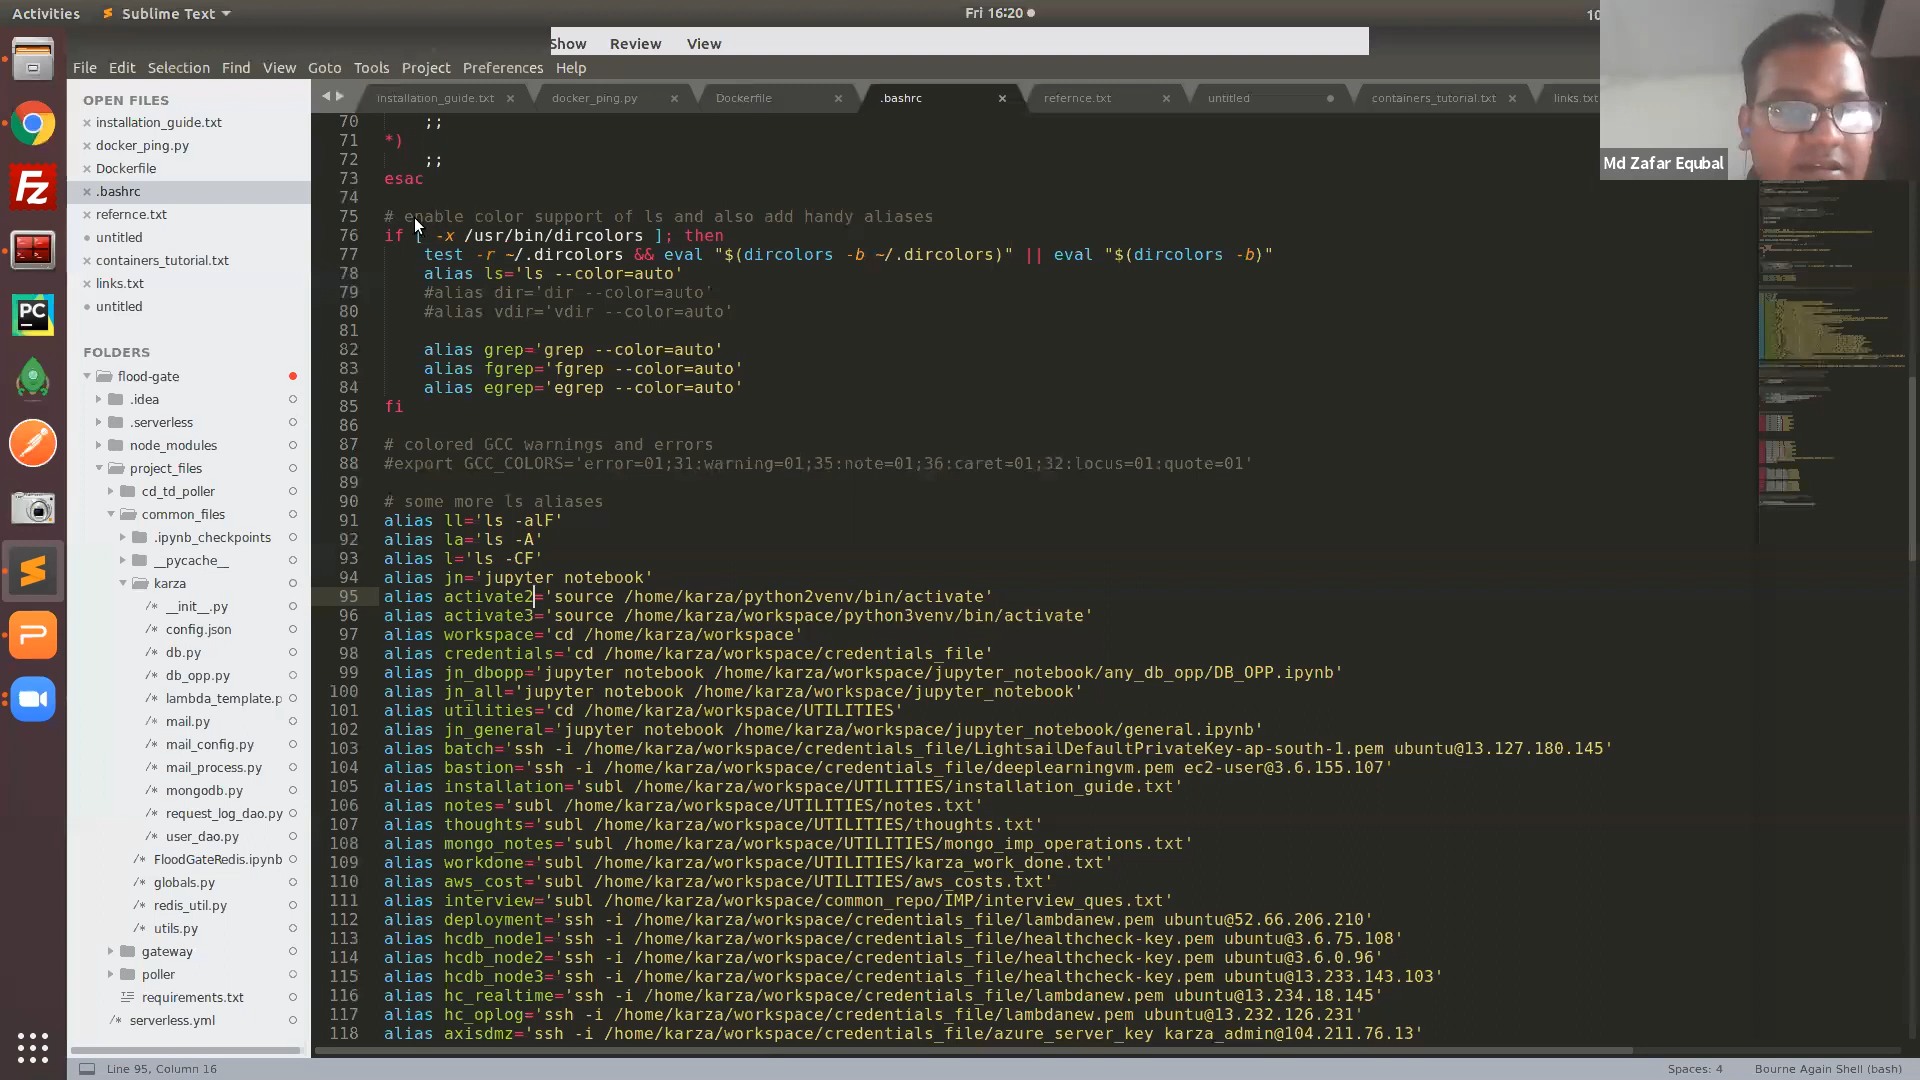 Activities
Sublime Text
Fri 16:20
Show Review View
File Edit Selection Find View Goto Tools Project Preferences Help
OPEN FILES
installation_guide.txt
docker_ping.py
Dockerfile
.bashrc
refernce.txt
untitled
containers_tutorial.txt
links.txt
untitled
FOLDERS
flood-gate
.idea
.serverless
node_modules
project_files
cd_td_poller
common_files
.ipynb_checkpoints
__pycache__
karza
__init__.py
config.json
db.py
db_opp.py
lambda_template.p
mail.py
mail_config.py
mail_process.py
mongodb.py
request_log_dao.py
user_dao.py
FloodGateRedis.ipynb
globals.py
redis_util.py
utils.py
gateway
poller
requirements.txt
serverless.yml
installation_guide.txt docker_ping.py Dockerfile .bashrc refernce.txt untitled containers_tutorial.txt links.txt
70 ;;
71 *)
72 ;;
73 esac
74
75 # enable color support of ls and also add handy aliases
76 if [ -x /usr/bin/dircolors ]; then
77 test -r ~/.dircolors && eval "$(dircolors -b ~/.dircolors)" || eval "$(dircolors -b)"
78 alias ls='ls --color=auto'
79 #alias dir='dir --color=auto'
80 #alias vdir='vdir --color=auto'
81
82 alias grep='grep --color=auto'
83 alias fgrep='fgrep --color=auto'
84 alias egrep='egrep --color=auto'
85 fi
86
87 # colored GCC warnings and errors
88 #export GCC_COLORS='error=01;31:warning=01;35:note=01;36:caret=01;32:locus=01:quote=01'
89
90 # some more ls aliases
91 alias ll='ls -alF'
92 alias la='ls -A'
93 alias l='ls -CF'
94 alias jn='jupyter notebook'
95 alias activate2='source /home/karza/python2venv/bin/activate'
96 alias activate3='source /home/karza/workspace/python3venv/bin/activate'
97 alias workspace='cd /home/karza/workspace'
98 alias credentials='cd /home/karza/workspace/credentials_file'
99 alias jn_dbopp='jupyter notebook /home/karza/workspace/jupyter_notebook/any_db_opp/DB_OPP.ipynb'
100 alias jn_all='jupyter notebook /home/karza/workspace/jupyter_notebook'
101 alias utilities='cd /home/karza/workspace/UTILITIES'
102 alias jn_general='jupyter notebook /home/karza/workspace/jupyter_notebook/general.ipynb'
103 alias batch='ssh -i /home/karza/workspace/credentials_file/LightsailDefaultPrivateKey-ap-south-1.pem ubuntu@13.127.180.145'
104 alias bastion='ssh -i /home/karza/workspace/credentials_file/deeplearningvm.pem ec2-user@3.6.155.107'
105 alias installation='subl /home/karza/workspace/UTILITIES/installation_guide.txt'
106 alias notes='subl /home/karza/workspace/UTILITIES/notes.txt'
107 alias thoughts='subl /home/karza/workspace/UTILITIES/thoughts.txt'
108 alias mongo_notes='subl /home/karza/workspace/UTILITIES/mongo_imp_operations.txt'
109 alias workdone='subl /home/karza/workspace/UTILITIES/karza_work_done.txt'
110 alias aws_cost='subl /home/karza/workspace/UTILITIES/aws_costs.txt'
111 alias interview='subl /home/karza/workspace/common_repo/IMP/interview_ques.txt'
112 alias deployment='ssh -i /home/karza/workspace/credentials_file/lambdanew.pem ubuntu@52.66.206.210'
113 alias hcdb_node1='ssh -i /home/karza/workspace/credentials_file/healthcheck-key.pem ubuntu@3.6.75.108'
114 alias hcdb_node2='ssh -i /home/karza/workspace/credentials_file/healthcheck-key.pem ubuntu@3.6.0.96'
115 alias hcdb_node3='ssh -i /home/karza/workspace/credentials_file/healthcheck-key.pem ubuntu@13.233.143.103'
116 alias hc_realtime='ssh -i /home/karza/workspace/credentials_file/lambdanew.pem ubuntu@13.234.18.145'
117 alias hc_oplog='ssh -i /home/karza/workspace/credentials_file/lambdanew.pem ubuntu@13.232.126.231'
118 alias axisdmz='ssh -i /home/karza/workspace/credentials_file/azure_server_key karza_admin@104.211.76.13'
Md Zafar Equbal
Line 95, Column 16
Spaces: 4
Bourne Again Shell (bash)